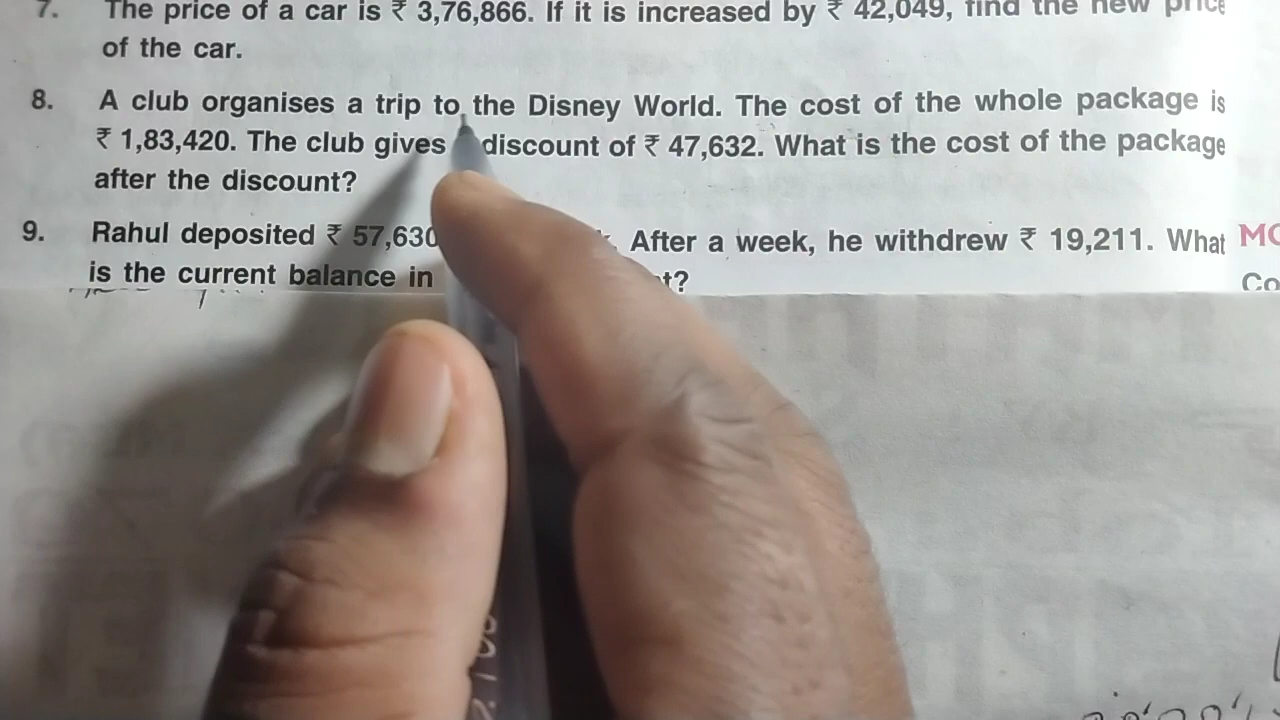 7. The price of a car is ₹ 3,76,866. If it is increased by ₹ 42,049, find the new price
of the car.
8. A club organises a trip to the Disney World. The cost of the whole package is
₹ 1,83,420. The club gives discount of ₹ 47,632. What is the cost of the package
after the discount?
9. Rahul deposited ₹ 57,630 After a week, he withdrew ₹ 19,211. What
is the current balance in t?
MC
Co